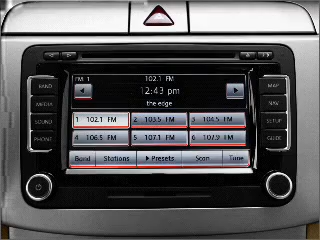 FM 1 102.1 FM
12:43 pm
the edge
BAND
MEDIA
SOUND
PHONE
1 102.1 FM 2 103.5 FM 3 104.5 FM
4 106.5 FM 5 107.1 FM 6 107.9 FM
Band Stations Presets Scan Tune
MAP
NAV
SETUP
GUIDE